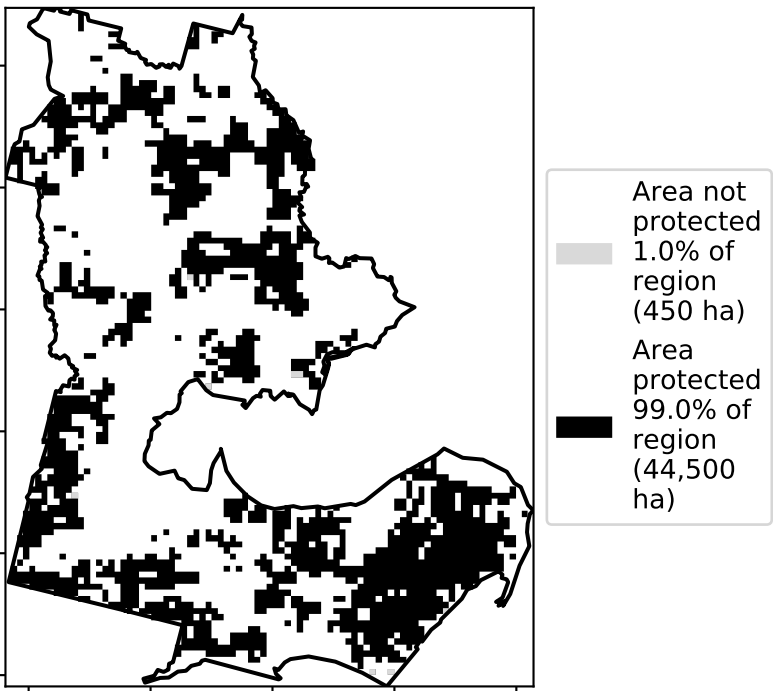 Area not
protected
1.0% of
region
(450 ha)
Area
protected
99.0% of
region
(44,500
ha)